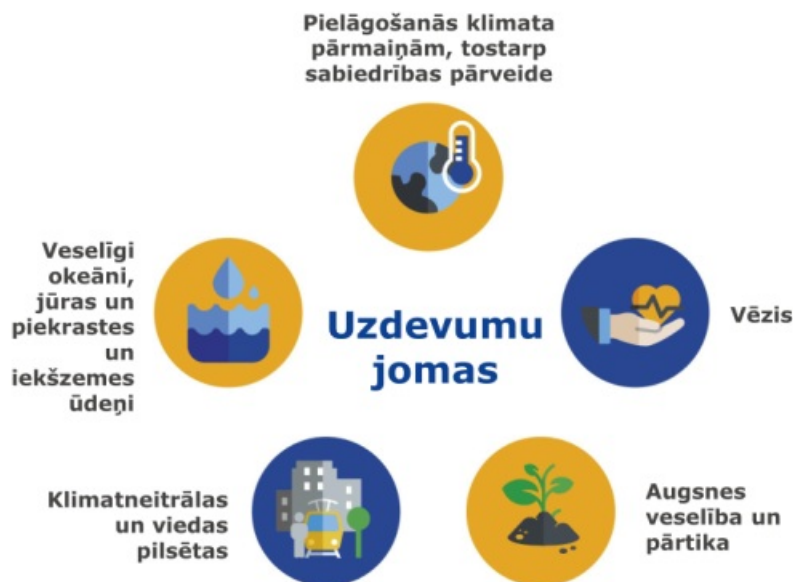 Pielāgošanās klimata
pārmaiņām, tostarp
sabiedrības pārveide
Veselīgi
okeāni,
jūras un
piekrastes
un
iekšzemes
ūdeņi
Uzdevumu
jomas
Vēzis
Klimatneitrālas
un viedas
pilsētas
Augsnes
veselība un
pārtika